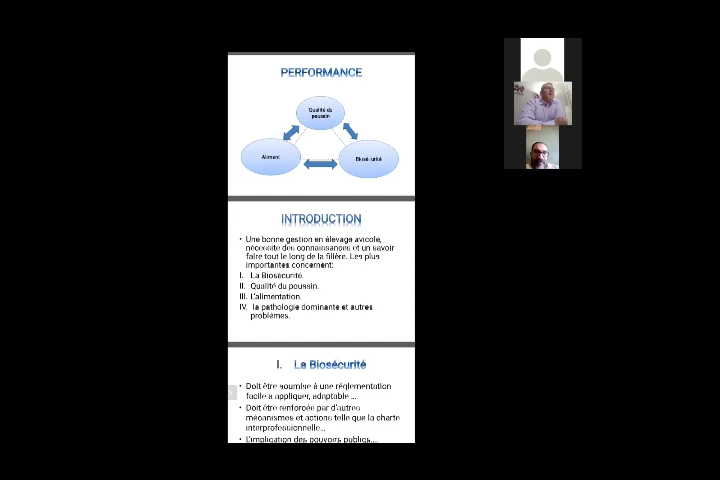 PERFORMANCE
Qualité du
poussin
Aliment
Biosécurité
INTRODUCTION
• Une bonne gestion en élevage avicole,
nécessite des connaissances et un savoir
faire tout le long de la filière. Les plus
importantes concernent:
I. La Biosécurité.
II. Qualité du poussin.
III. L'alimentation.
IV. la pathologie dominante et autres
problèmes.
I. La Biosécurité
• Doit être soumise à une réglementation
facile a appliquer, adaptable ...
• Doit être renforcée par d'autres
mécanismes et actions telle que la charte
interprofessionnelle...
• L'implication des pouvoirs publics....